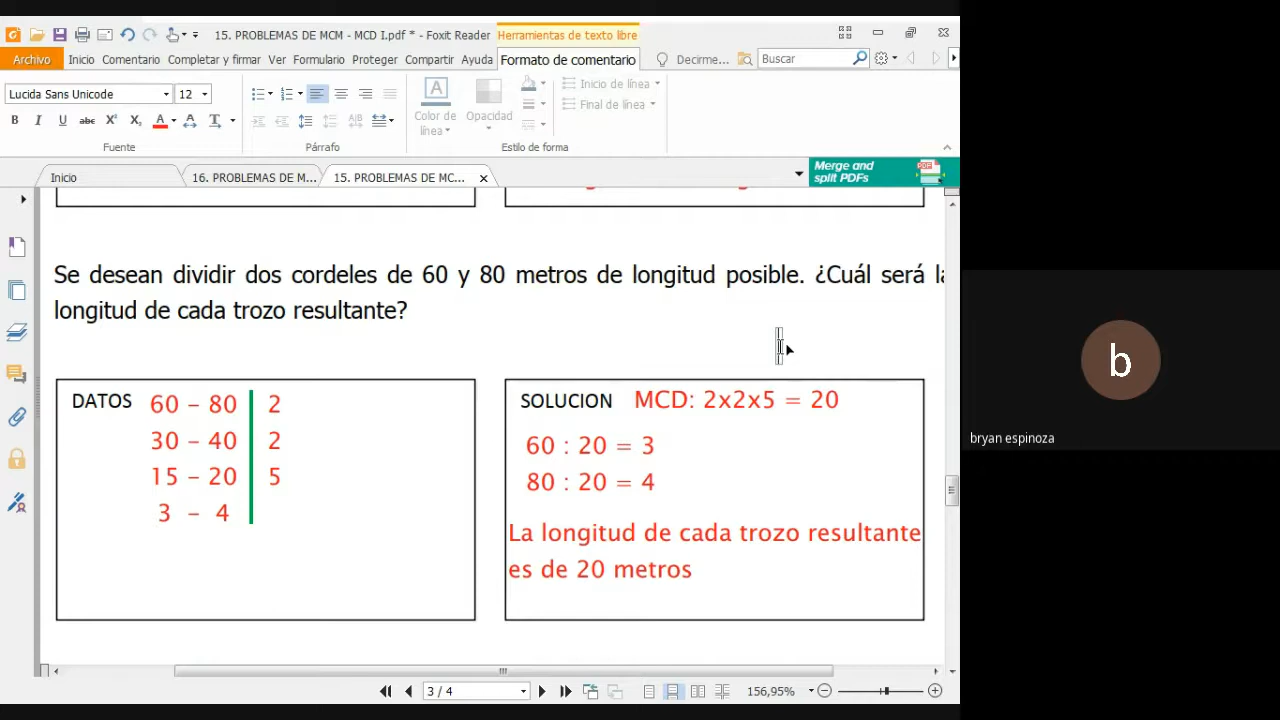 15. PROBLEMAS DE MCM - MCD I.pdf * - Foxit Reader
Herramientas de texto libre
Archivo Inicio Comentario Completar y firma Ver Formulario Proteger Compartir Ayuda Formato de comentario Decirme... Buscar
Lucida Sans Unicode 12
Color de línea
Opacidad
Inicio de línea
Final de línea
Fuente Párrafo Estilo de forma
Inicio 16. PROBLEMAS DE M... 15. PROBLEMAS DE MC...
Merge and split PDFs
Se desean dividir dos cordeles de 60 y 80 metros de longitud posible. ¿Cuál será la
longitud de cada trozo resultante?
DATOS 60 – 80 2
30 – 40 2
15 – 20 5
3 – 4
SOLUCION MCD: 2x2x5 = 20
60 : 20 = 3
80 : 20 = 4
La longitud de cada trozo resultante
es de 20 metros
b
bryan espinoza
3 / 4
156,95%